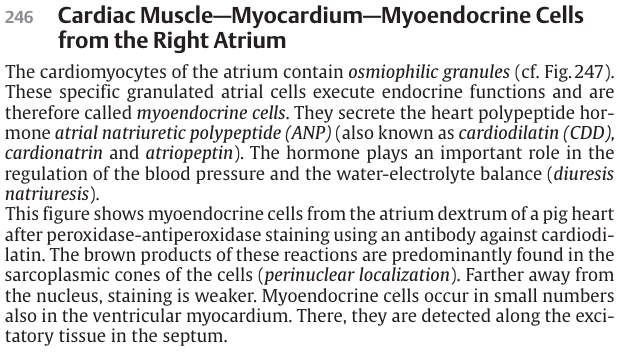 246 Cardiac Muscle—Myocardium—Myoendocrine Cells
from the Right Atrium
The cardiomyocytes of the atrium contain osmiophilic granules (cf. Fig. 247).
These specific granulated atrial cells execute endocrine functions and are
therefore called myoendocrine cells. They secrete the heart polypeptide hor-
mone atrial natriuretic polypeptide (ANP) (also known as cardiodilatin (CDD),
cardionatrin and atriopeptin). The hormone plays an important role in the
regulation of the blood pressure and the water-electrolyte balance (diuresis
natriuresis).
This figure shows myoendocrine cells from the atrium dextrum of a pig heart
after peroxidase-antiperoxidase staining using an antibody against cardiodi-
latin. The brown products of these reactions are predominantly found in the
sarcoplasmic cones of the cells (perinuclear localization). Farther away from
the nucleus, staining is weaker. Myoendocrine cells occur in small numbers
also in the ventricular myocardium. There, they are detected along the exci-
tatory tissue in the septum.